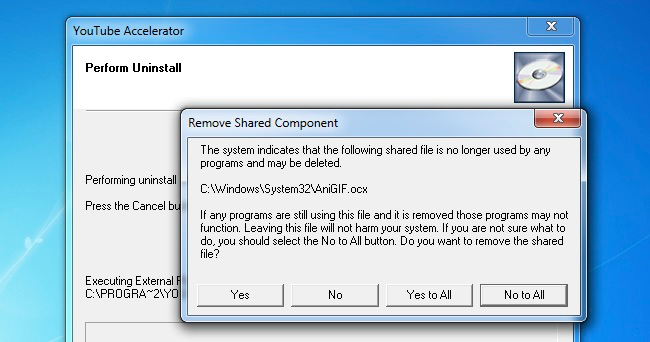 YouTube Accelerator
Perform Uninstall
Remove Shared Component
The system indicates that the following shared file is no longer used by any
programs and may be deleted.
C:\Windows\System32\AniGIF.ocx
If any programs are still using this file and it is removed those programs may not
function. Leaving this file will not harm your system. If you are not sure what to
do, you should select the No to All button. Do you want to remove the shared
file?
Yes
No
Yes to All
No to All
Performing uninstall
Press the Cancel
Executing External
C:\PROGRA~2\YO